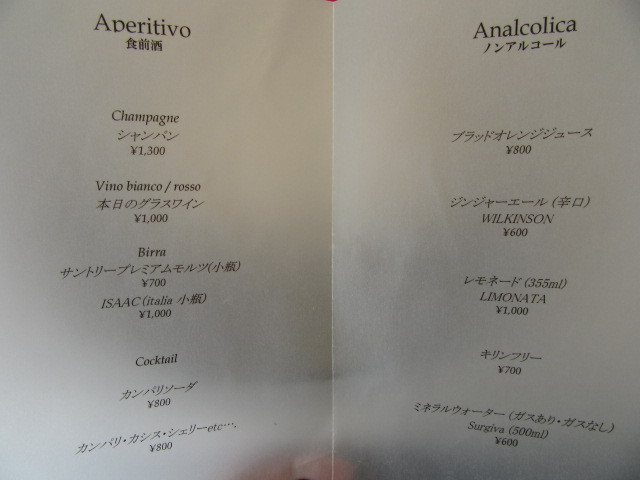 Aperitivo
食前酒
Champagne
シャンパン
¥1,300
Vino bianco / rosso
本日のグラスワイン
¥1,000
Birra
サントリープレミアムモルツ(小瓶)
¥700
ISAAC (italia 小瓶)
¥1,000
Cocktail
カンパリソーダ
¥800
カンパリ・カシス・シェリーetc…,
¥800
Analcolica
ノンアルコール
ブラッドオレンジジュース
¥800
ジンジャーエール (辛口)
WILKINSON
¥600
レモネード (355ml)
LIMONATA
¥1,000
キリンフリー
¥700
ミネラルウォーター (ガスあり・ガスなし)
Surgiva (500ml)
¥600